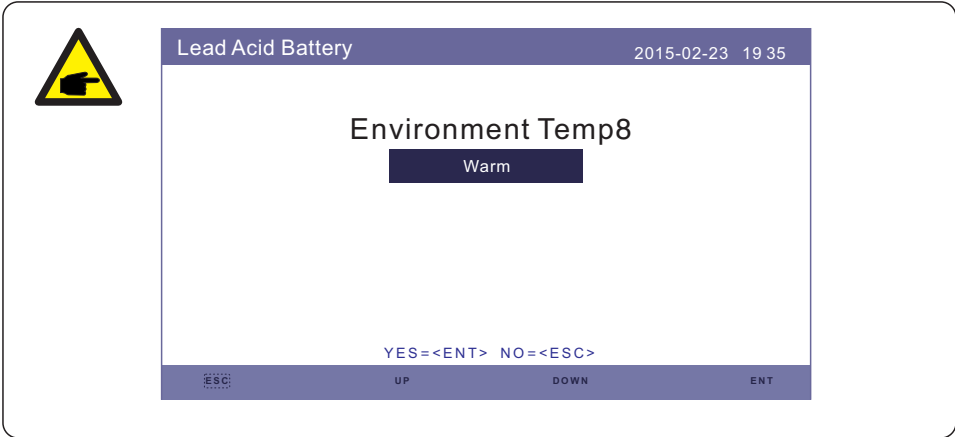 Lead Acid Battery 2015-02-23 19 35
Environment Temp8
Warm
YES=<ENT> NO=<ESC>
ESC UP DOWN ENT